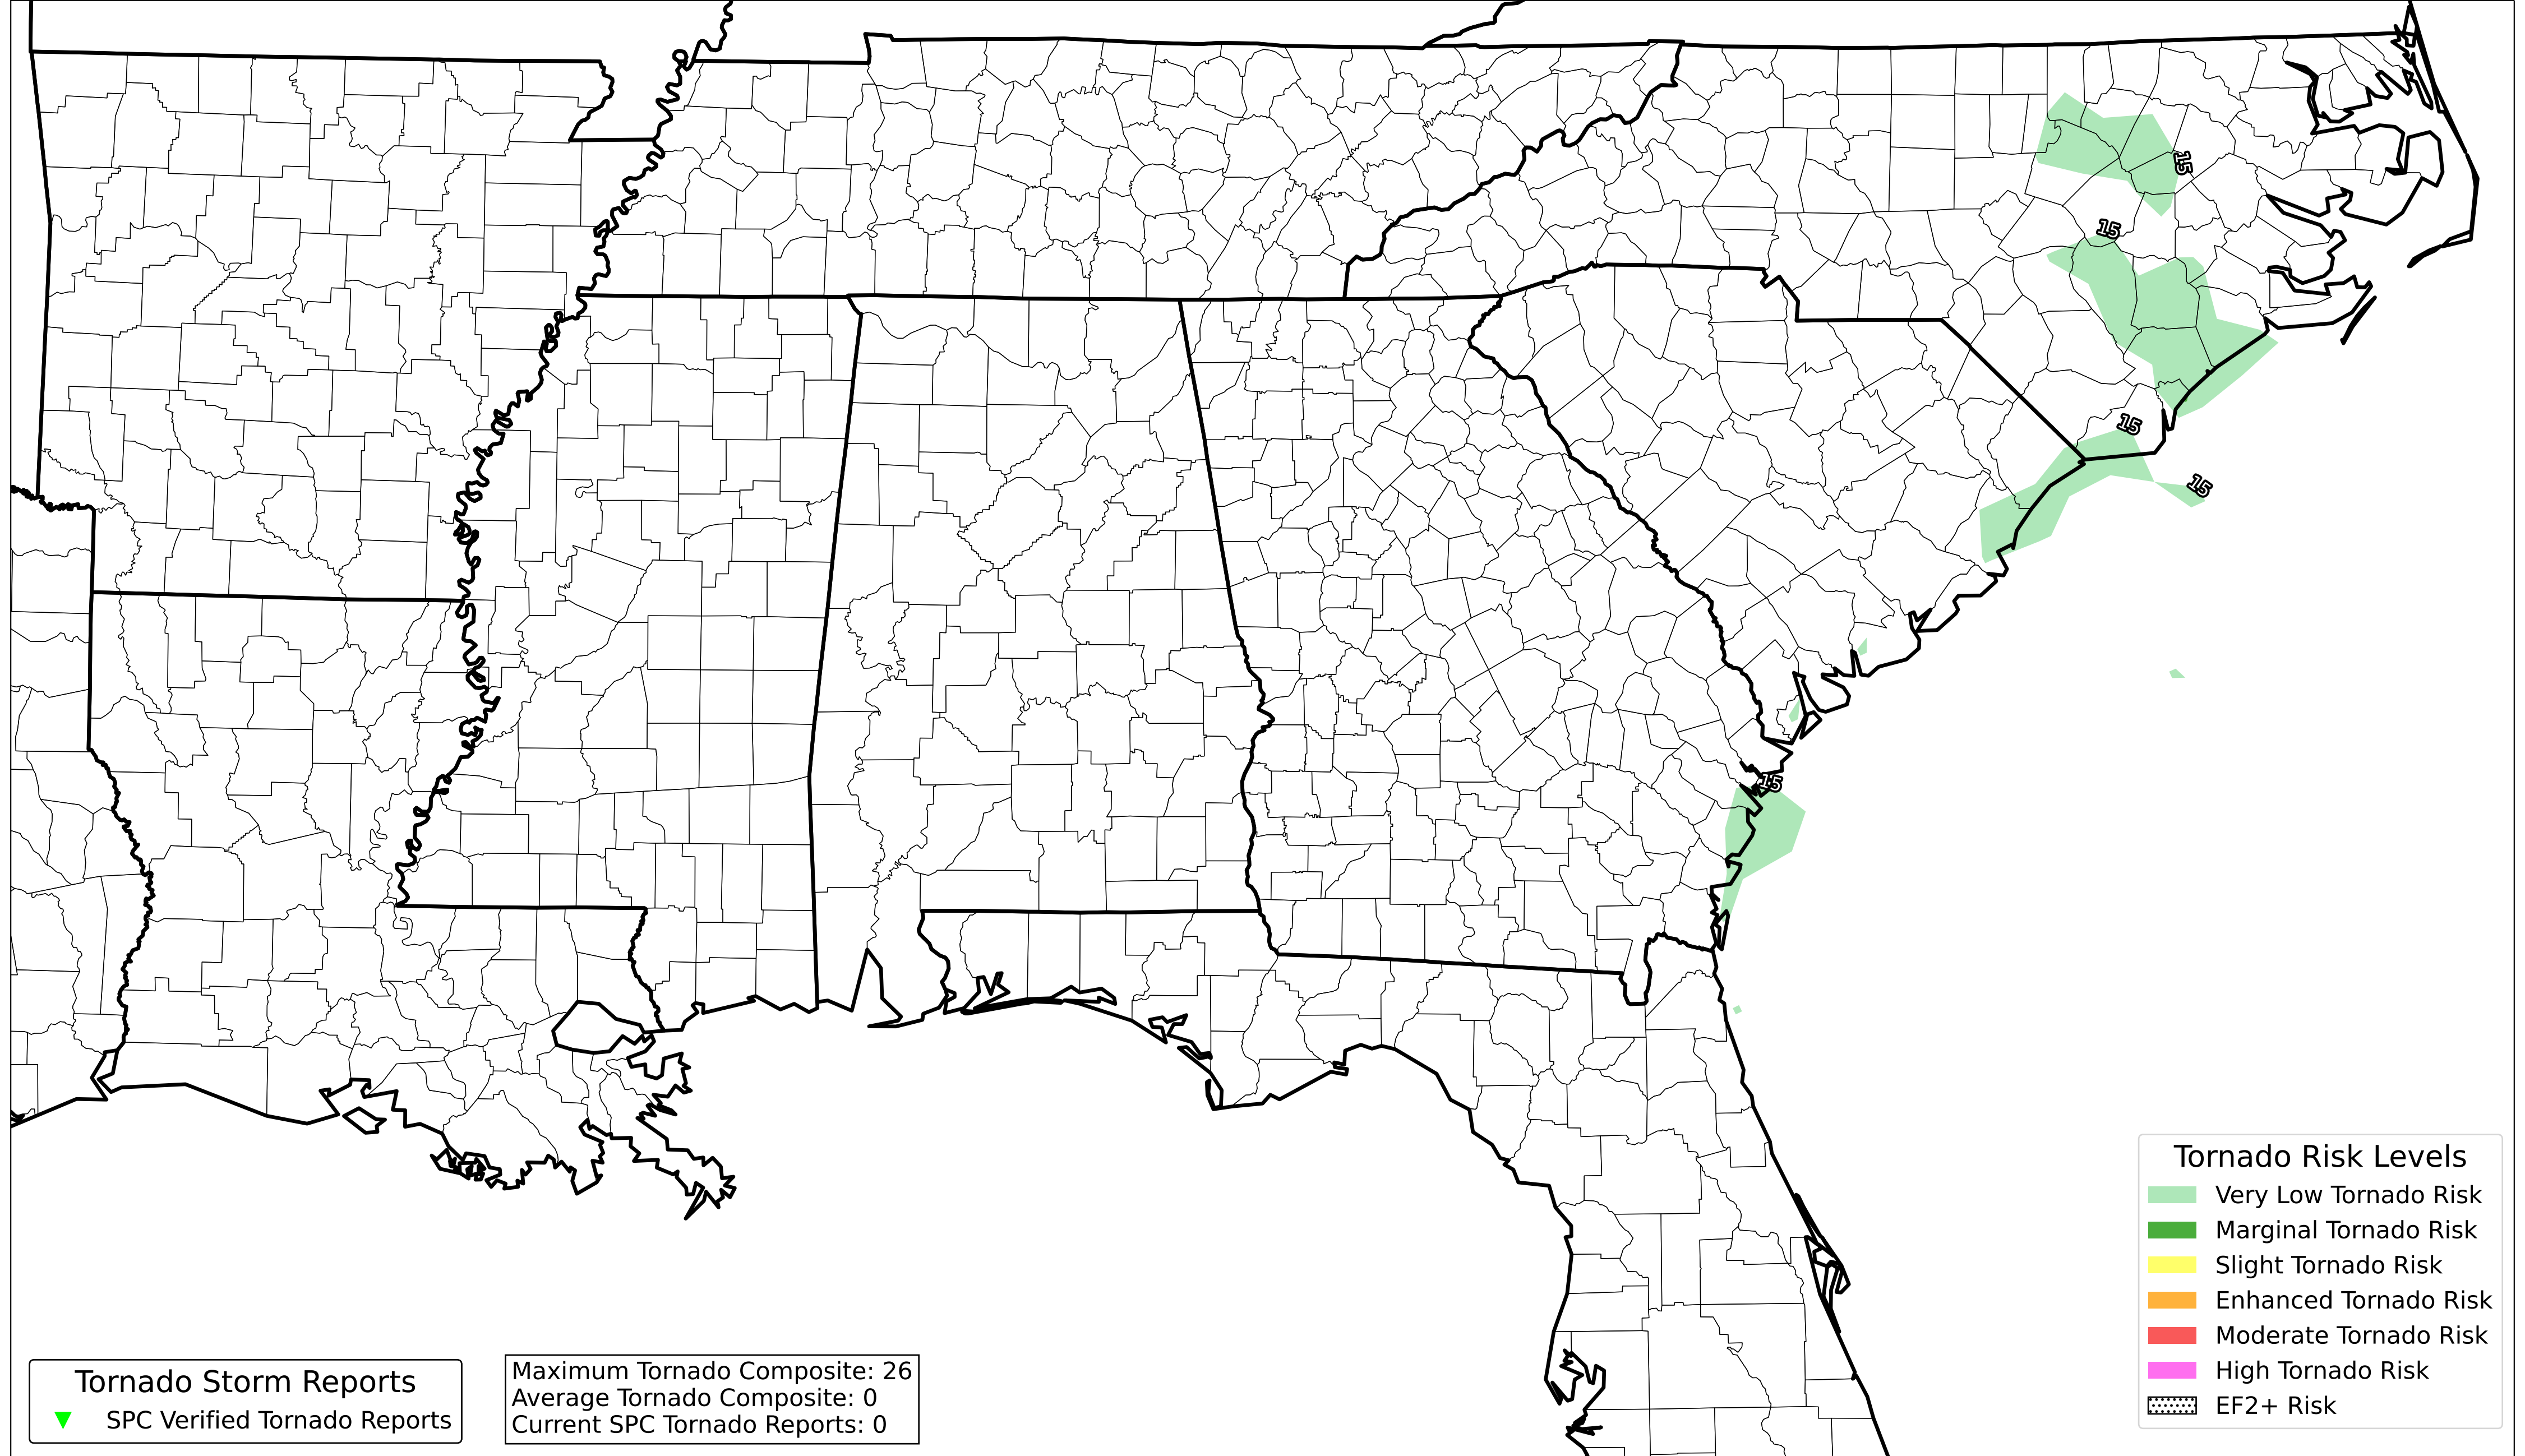 15
15
15
15
15
Tornado Risk Levels
Very Low Tornado Risk
Marginal Tornado Risk
Slight Tornado Risk
Enhanced Tornado Risk
Moderate Tornado Risk
High Tornado Risk
EF2+ Risk
Tornado Storm Reports
SPC Verified Tornado Reports
Maximum Tornado Composite: 26
Average Tornado Composite: 0
Current SPC Tornado Reports: 0